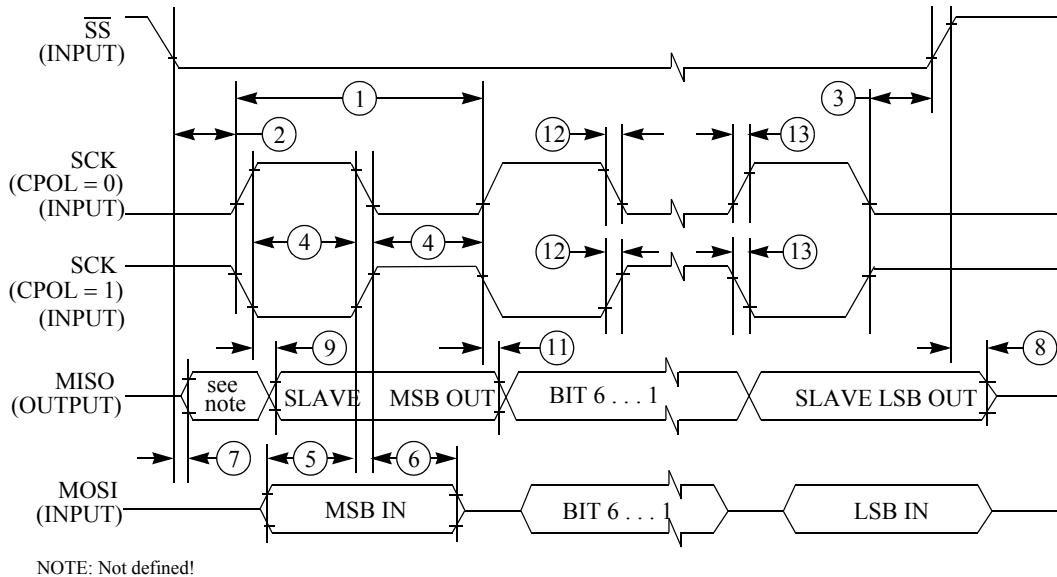 SS
(INPUT)
1
3
2
12
13
SCK
(CPOL = 0)
(INPUT)
4
4
12
13
SCK
(CPOL = 1)
(INPUT)
9
11
8
MISO
(OUTPUT)
see
note
SLAVE
MSB OUT
BIT 6 . . . 1
SLAVE LSB OUT
7
5
6
MOSI
(INPUT)
MSB IN
BIT 6 . . . 1
LSB IN
NOTE: Not defined!